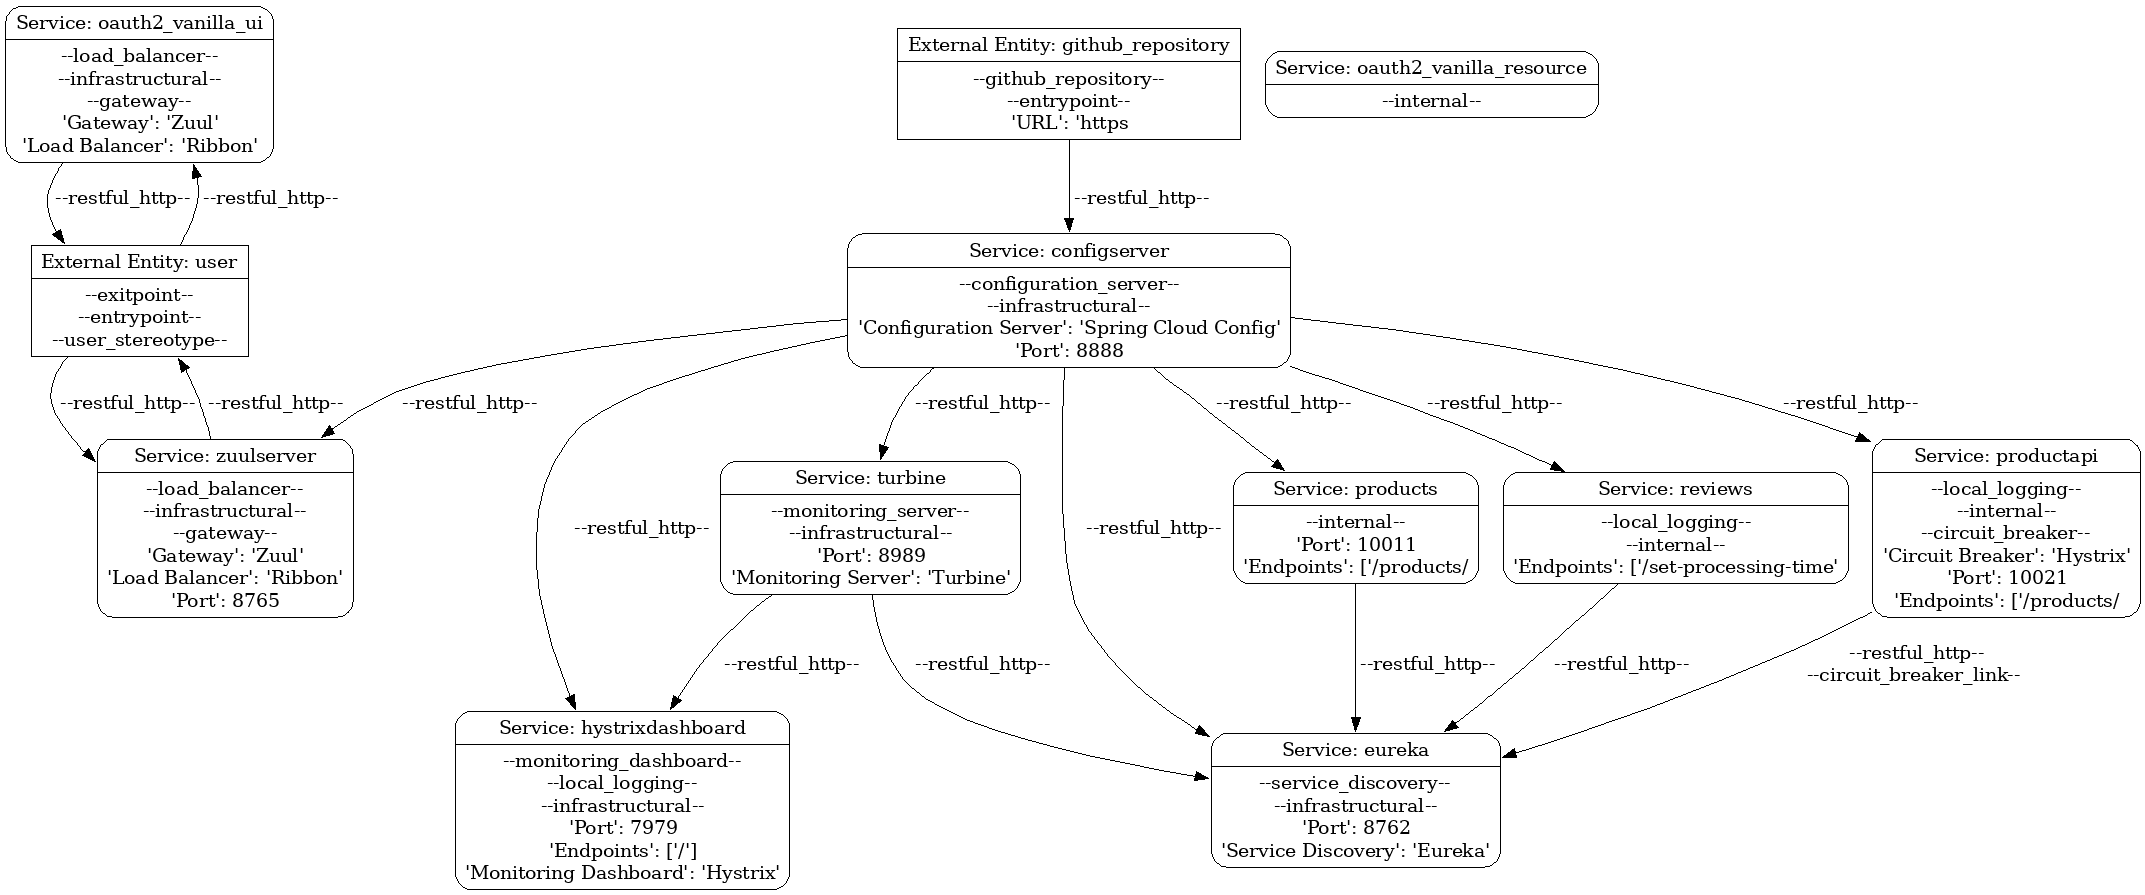 Service: oauth2_vanilla_ui
--load_balancer--
--infrastructural--
--gateway--
'Gateway': 'Zuul'
'Load Balancer': 'Ribbon'
External Entity: github_repository
--github_repository--
--entrypoint--
'URL': 'https
Service: oauth2_vanilla_resource
--internal--
--restful_http--
--restful_http--
--restful_http--
External Entity: user
--exitpoint--
--entrypoint--
--user_stereotype--
Service: configserver
--configuration_server--
--infrastructural--
'Configuration Server': 'Spring Cloud Config'
'Port': 8888
--restful_http--
--restful_http--
--restful_http--
--restful_http--
--restful_http--
--restful_http--
--restful_http--
Service: zuulserver
--load_balancer--
--infrastructural--
--gateway--
'Gateway': 'Zuul'
'Load Balancer': 'Ribbon'
'Port': 8765
--restful_http--
Service: turbine
--monitoring_server--
--infrastructural--
'Port': 8989
'Monitoring Server': 'Turbine'
--restful_http--
Service: products
--internal--
'Port': 10011
'Endpoints': ['/products/
Service: reviews
--local_logging--
--internal--
'Endpoints': ['/set-processing-time'
Service: productapi
--local_logging--
--internal--
--circuit_breaker--
'Circuit Breaker': 'Hystrix'
'Port': 10021
'Endpoints': ['/products/
--restful_http--
--restful_http--
--restful_http--
--restful_http--
--restful_http--
--circuit_breaker_link--
Service: hystrixdashboard
--monitoring_dashboard--
--local_logging--
--infrastructural--
'Port': 7979
'Endpoints': ['/']
'Monitoring Dashboard': 'Hystrix'
Service: eureka
--service_discovery--
--infrastructural--
'Port': 8762
'Service Discovery': 'Eureka'